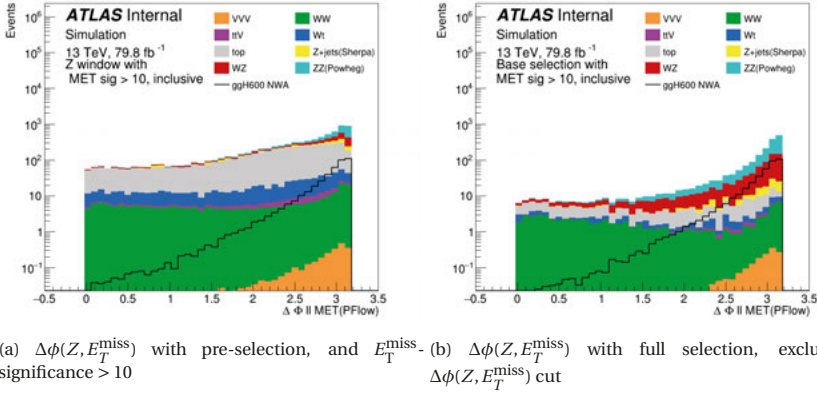 Events
10⁶
10⁵
10⁴
10³
10²
10
1
10⁻¹
ATLAS Internal
Simulation
13 TeV, 79.8 fb ⁻¹
Z window with
MET sig > 10, inclusive
VVV
ttV
top
WZ
ggH600 NWA
WW
Wt
Z+jets(Sherpa)
ZZ(Powheg)
−0.5 0 0.5 1 1.5 2 2.5 3 3.5
Δ Φ ll MET(PFlow)
Events
10⁶
10⁵
10⁴
10³
10²
10
1
10⁻¹
ATLAS Internal
Simulation
13 TeV, 79.8 fb ⁻¹
Base selection with
MET sig > 10, inclusive
VVV
ttV
top
WZ
ggH600 NWA
WW
Wt
Z+jets(Sherpa)
ZZ(Powheg)
−0.5 0 0.5 1 1.5 2 2.5 3 3.5
Δ Φ ll MET(PFlow)
(a) Δϕ(Z, E_T^miss) with pre-selection, and E_T^miss-
significance > 10
(b) Δϕ(Z, E_T^miss) with full selection, exclu
Δϕ(Z, E_T^miss) cut